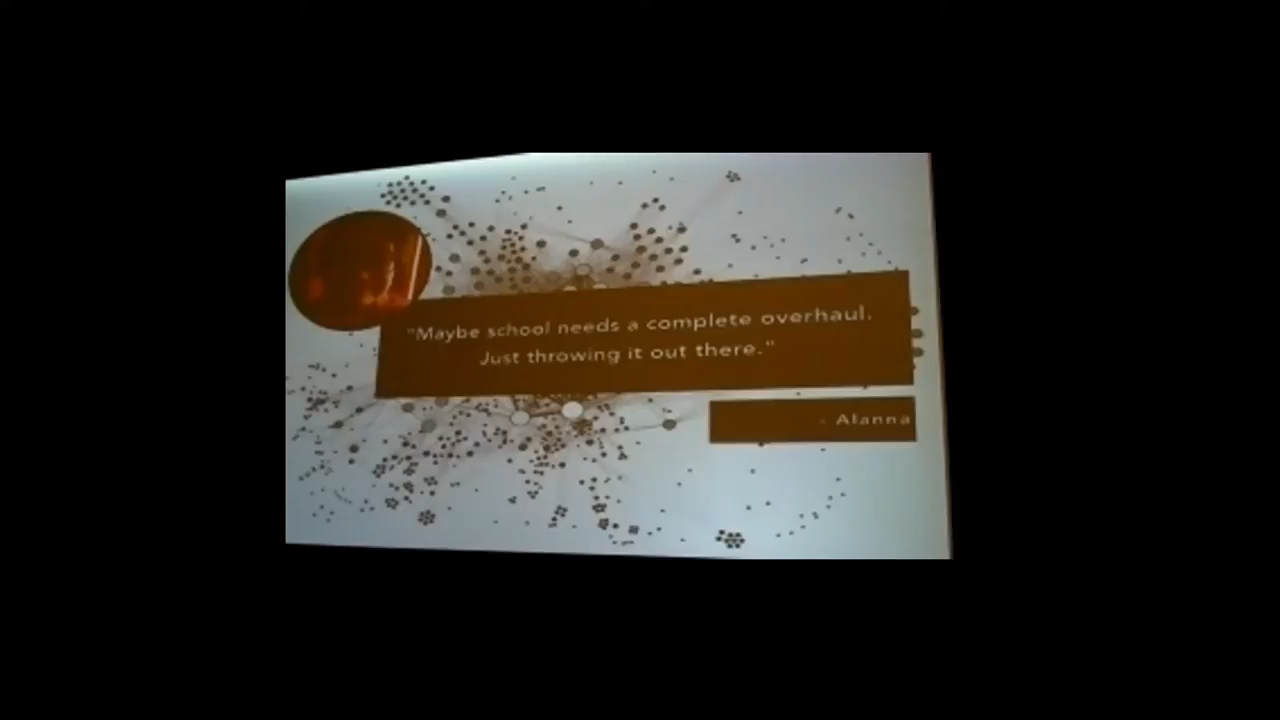 "Maybe school needs a complete overhaul.
Just throwing it out there."
- Alanna